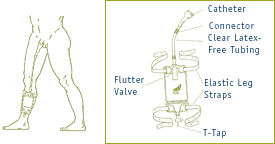 Catheter
Connector
Clear Latex-
Free Tubing
Flutter
Valve
Elastic Leg
Straps
T-Tap